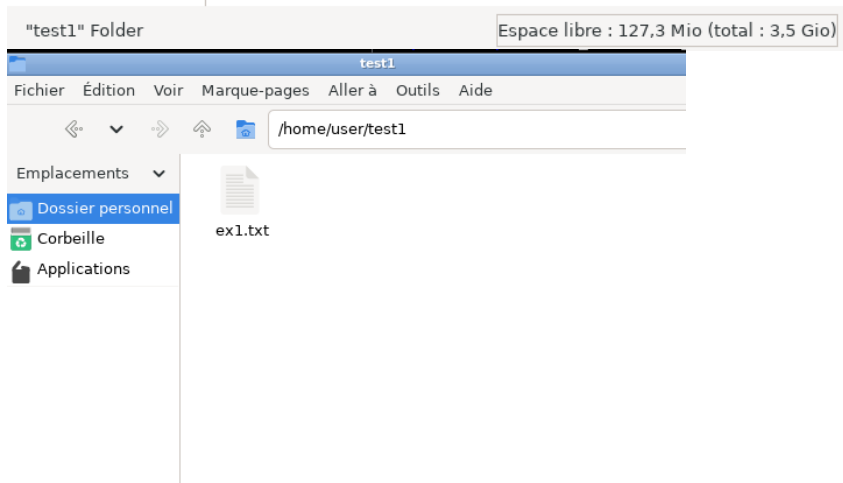 "test1" Folder Espace libre : 127,3 Mio (total : 3,5 Gio)
test1
Fichier Édition Voir Marque-pages Aller à Outils Aide
/home/user/test1
Emplacements
Dossier personnel
Corbeille
Applications
ex1.txt